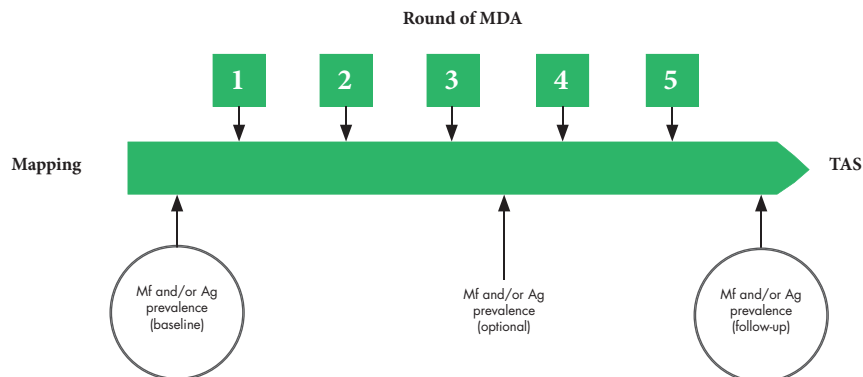 Round of MDA
1
2
3
4
5
Mapping
TAS
Mf and/or Ag
prevalence
(baseline)
Mf and/or Ag
prevalence
(optional)
Mf and/or Ag
prevalence
(follow-up)